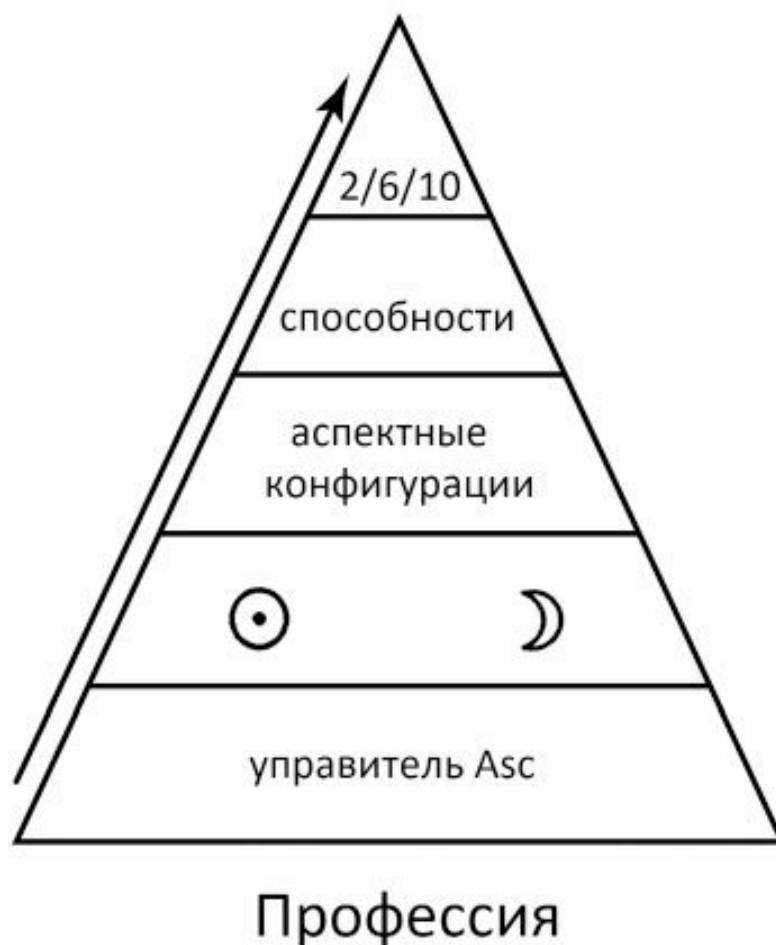 2/6/10
способности
аспектные
конфигурации
☉ ☽
управитель Asc
Профессия